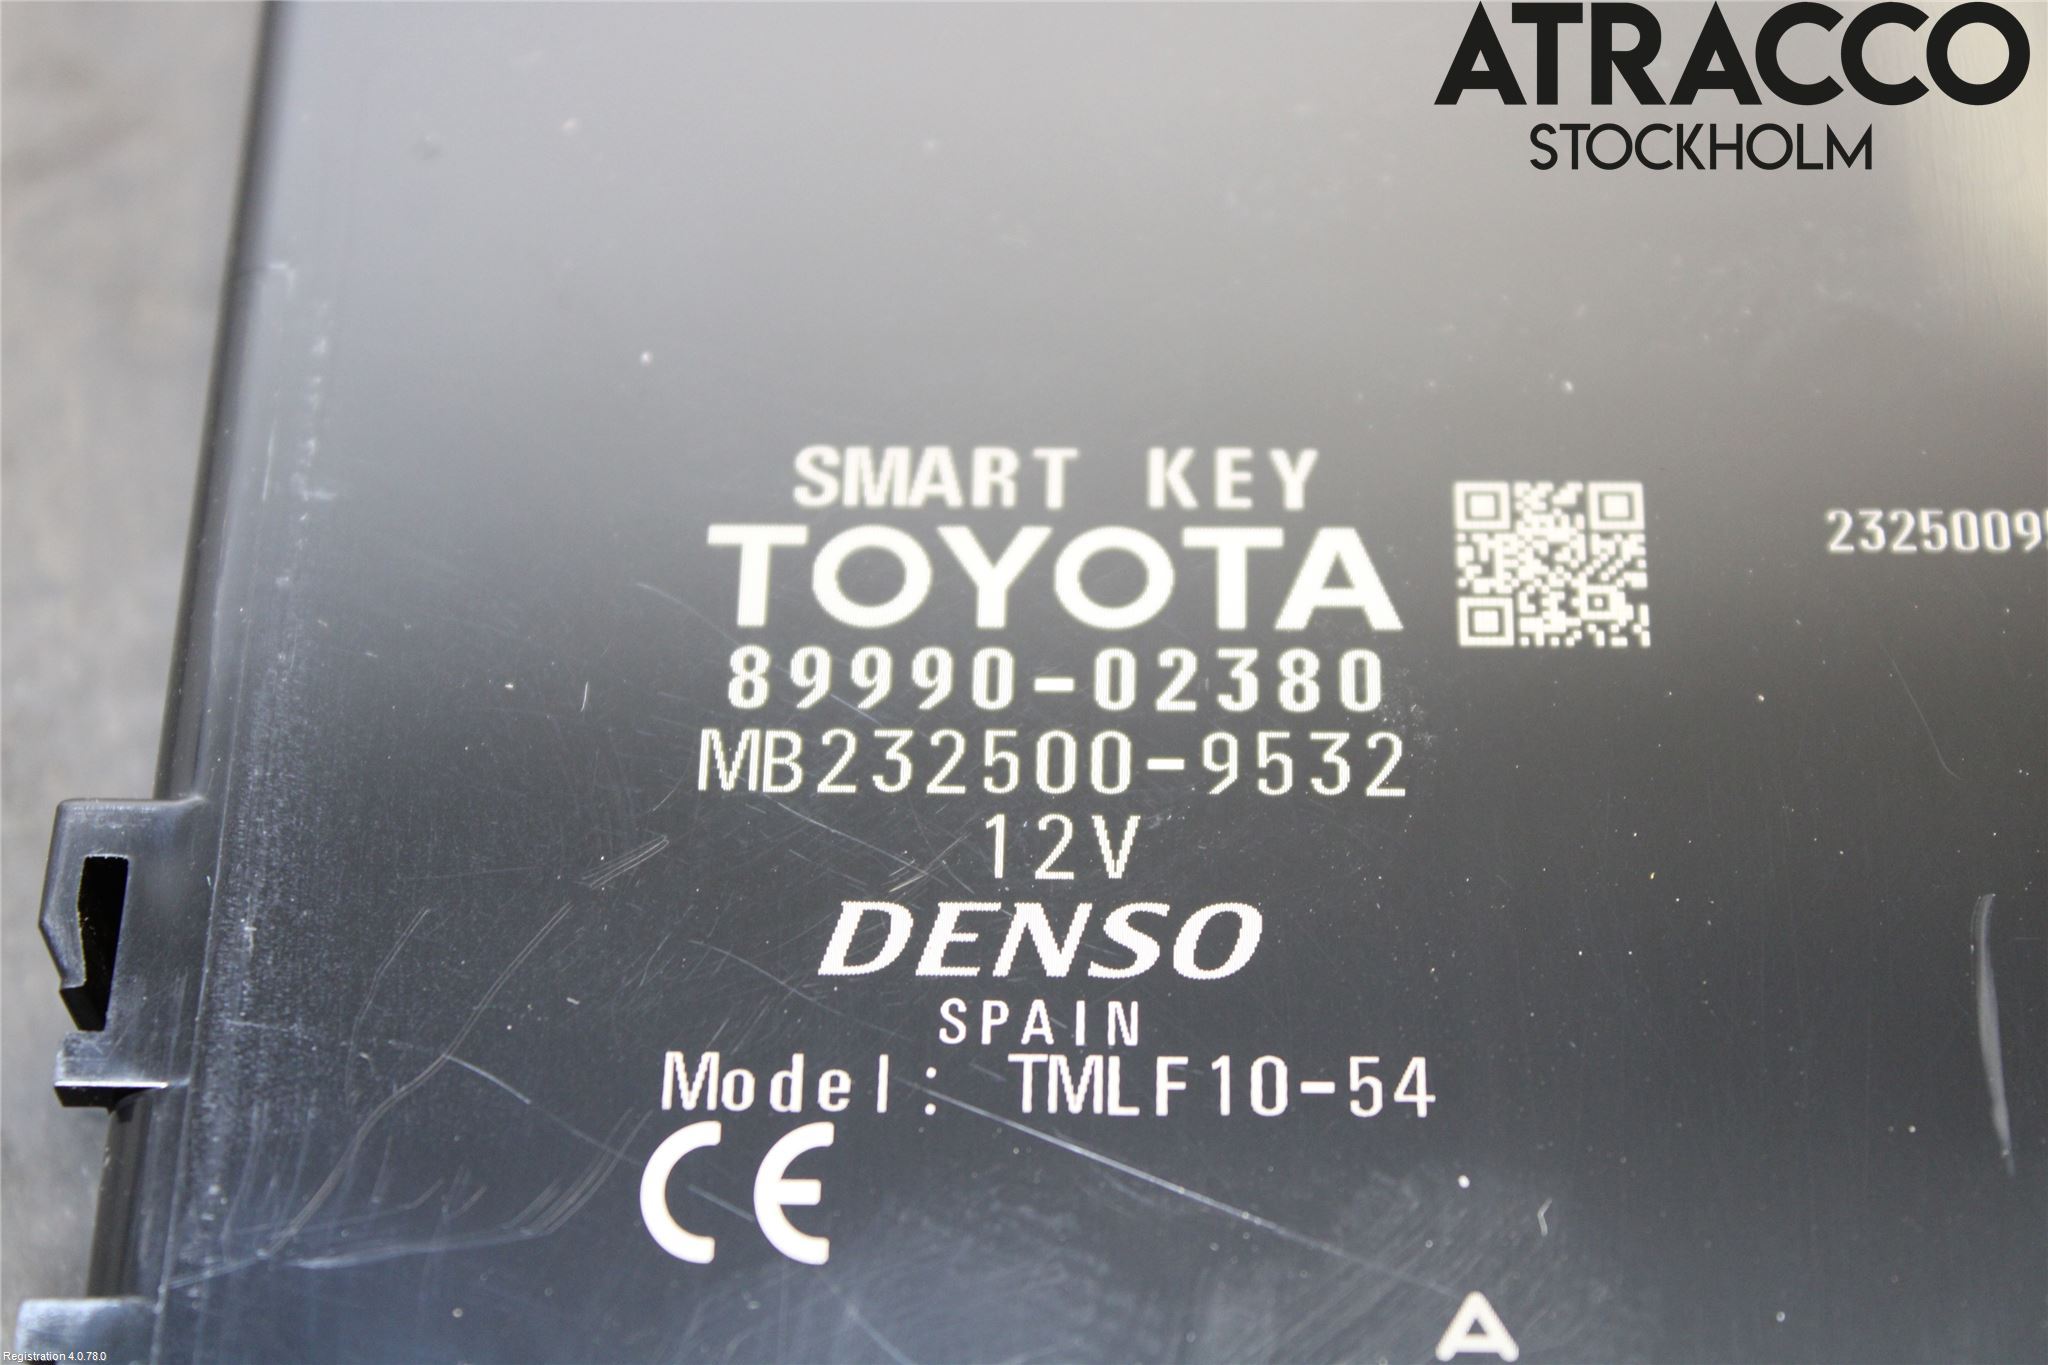 ATRACCO
STOCKHOLM
SMART KEY
TOYOTA
23250095
89990-02380
MB232500-9532
12V
DENSO
SPAIN
Model: TMLF10-54
CE
A
Registration 4.0.78.0